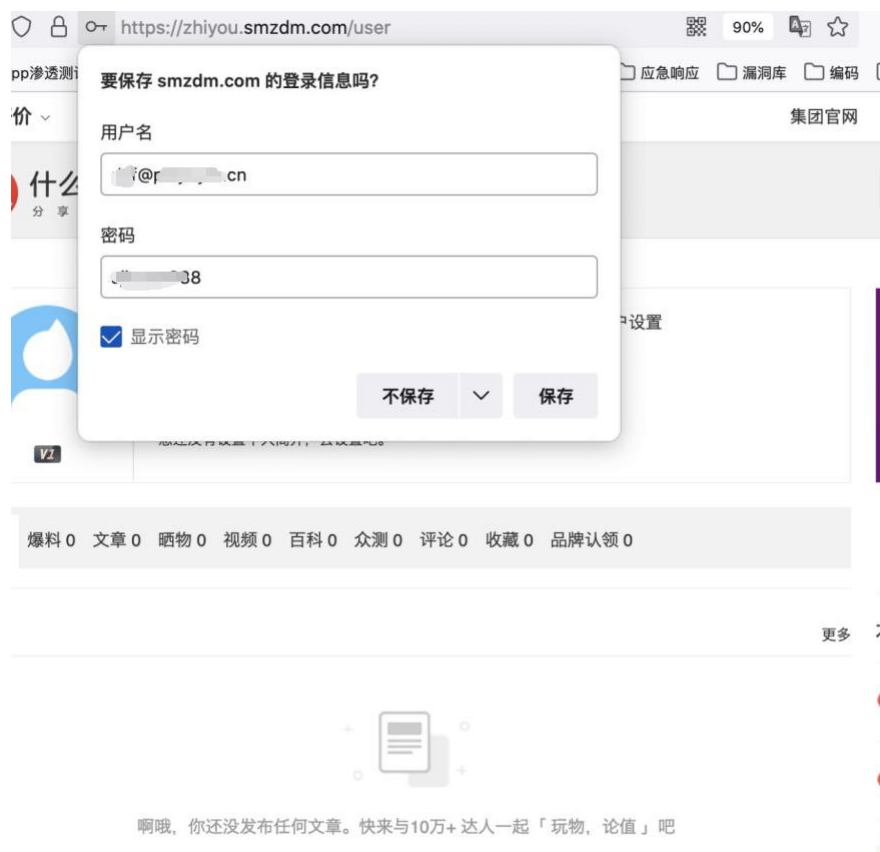 https://zhiyou.smzdm.com/user 90%
pp渗透测 应急响应 漏洞库 编码
价 集团官网
要保存 smzdm.com 的登录信息吗?
用户名
@p .cn
什么
分 享
密码
38
显示密码
户设置
不保存 保存
V1
爆料 0 文章 0 晒物 0 视频 0 百科 0 众测 0 评论 0 收藏 0 品牌认领 0
更多
啊哦，你还没发布任何文章。快来与10万+ 达人一起「 玩物，论值 」吧